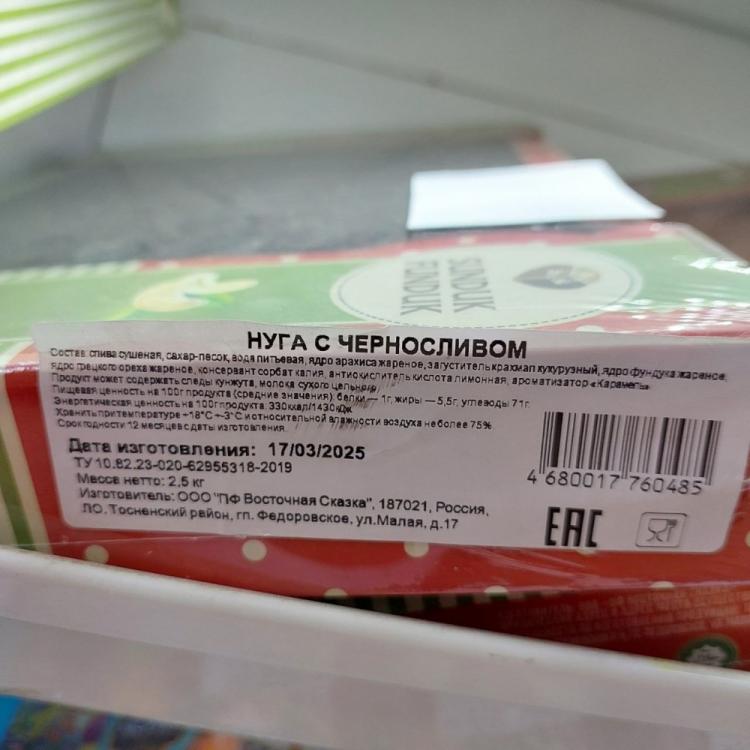 SUNDUK
FUNDUK
НУГА С ЧЕРНОСЛИВОМ
Состав: слива сушеная, сахар-песок, вода питьевая, ядро арахиса жареное, загуститель крахмал кукурузный, ядро фундука жареное,
ядро грецкого ореха жареное, консервант сорбат калия, антиокислитель кислота лимонная, ароматизатор «Карамель».
Продукт может содержать следы кунжута, молока сухого цельного.
Пищевая ценность на 100г продукта (средние значения): белки — 1г, жиры — 5,5г, углеводы 71г.
Энергетическая ценность на 100г продукта: 330ккал/1430кДж.
Хранить при температуре +18°С +-3°С и относительной влажности воздуха не более 75%.
Срок годности 12 месяцев с даты изготовления.
Дата изготовления: 17/03/2025
ТУ 10.82.23-020-62955318-2019
Масса нетто: 2,5 кг
Изготовитель: ООО "ПФ Восточная Сказка", 187021, Россия,
ЛО. Тосненский район, гп. Федоровское, ул.Малая, д.17
4 680017 760485
EAC